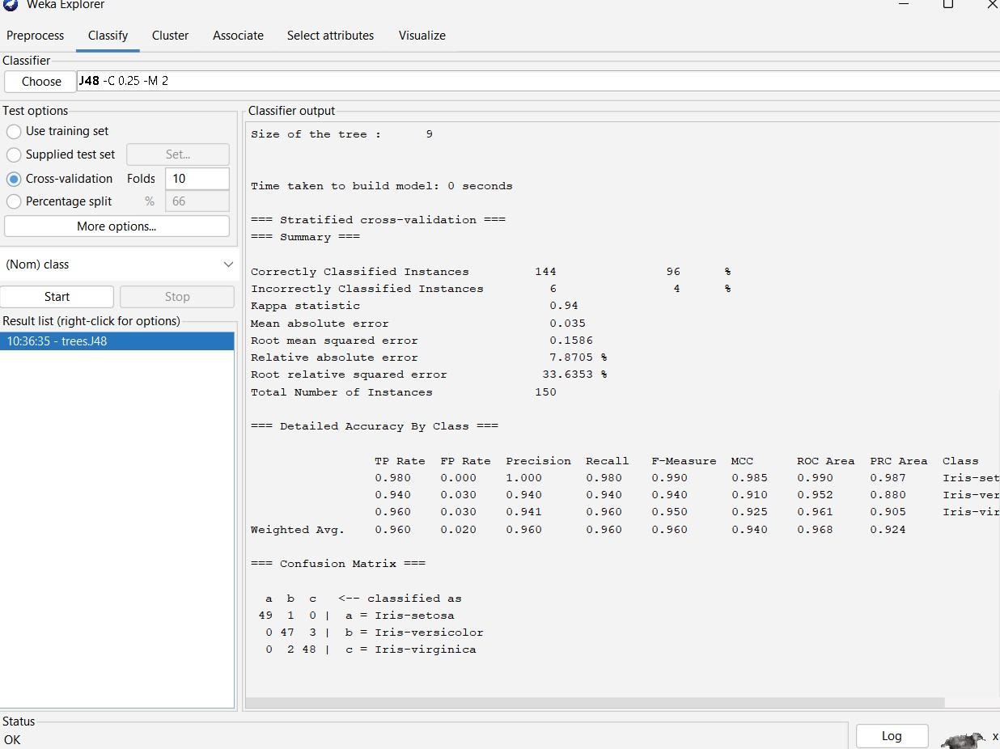 Weka Explorer
Preprocess Classify Cluster Associate Select attributes Visualize
Classifier
Choose J48 -C 0.25 -M 2
Test options
Use training set
Supplied test set Set...
Cross-validation Folds 10
Percentage split % 66
More options...
(Nom) class
Start Stop
Result list (right-click for options)
10:36:35 - trees.J48
Classifier output
Size of the tree : 9
Time taken to build model: 0 seconds
=== Stratified cross-validation ===
=== Summary ===
Correctly Classified Instances 144 96 %
Incorrectly Classified Instances 6 4 %
Kappa statistic 0.94
Mean absolute error 0.035
Root mean squared error 0.1586
Relative absolute error 7.8705 %
Root relative squared error 33.6353 %
Total Number of Instances 150
=== Detailed Accuracy By Class ===
TP Rate FP Rate Precision Recall F-Measure MCC ROC Area PRC Area Class
0.980 0.000 1.000 0.980 0.990 0.985 0.990 0.987 Iris-set
0.940 0.030 0.940 0.940 0.940 0.910 0.952 0.880 Iris-ver
0.960 0.030 0.941 0.960 0.950 0.925 0.961 0.905 Iris-vir
Weighted Avg. 0.960 0.020 0.960 0.960 0.960 0.940 0.968 0.924
=== Confusion Matrix ===
a b c <-- classified as
49 1 0 | a = Iris-setosa
0 47 3 | b = Iris-versicolor
0 2 48 | c = Iris-virginica
Status
OK
Log x